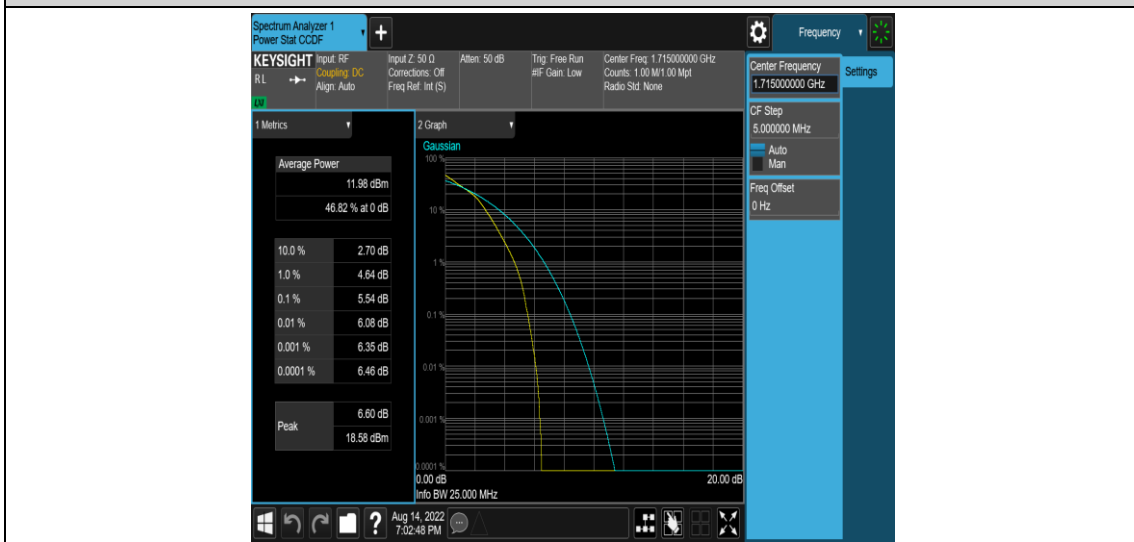 Spectrum Analyzer 1
Power Stat CCDF
+
Frequency
KEYSIGHT
RL
Input: RF
Coupling: DC
Align: Auto
Input Z: 50 Ω
Corrections: Off
Freq Ref: Int (S)
Atten: 50 dB
Trig: Free Run
#IF Gain: Low
Center Freq: 1.715000000 GHz
Counts: 1.00 M/1.00 Mpt
Radio Std: None
Center Frequency
1.715000000 GHz
Settings
CF Step
5.000000 MHz
Auto
Man
Freq Offset
0 Hz
1 Metrics
Average Power
11.98 dBm
46.82 % at 0 dB
10.0 % 2.70 dB
1.0 % 4.64 dB
0.1 % 5.54 dB
0.01 % 6.08 dB
0.001 % 6.35 dB
0.0001 % 6.46 dB
Peak 6.60 dB
18.58 dBm
2 Graph
Gaussian
100 %
10 %
1 %
0.1 %
0.01 %
0.001 %
0.0001 %
0.00 dB 20.00 dB
Info BW 25.000 MHz
?
Aug 14, 2022
7:02:48 PM